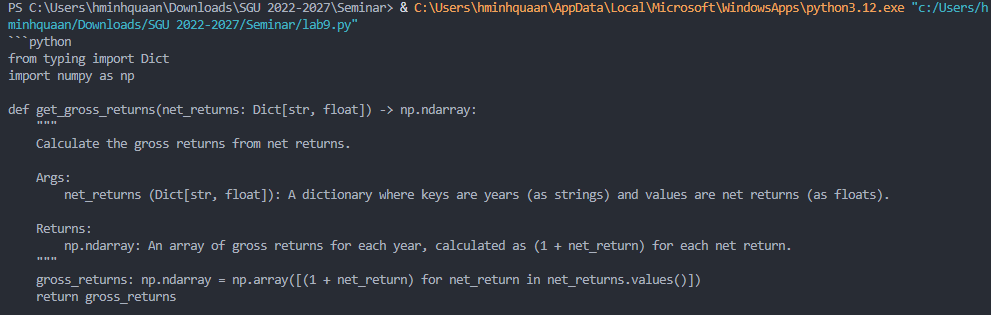 PS C:\Users\hminhquaan\Downloads\SGU 2022-2027\Seminar> & C:\Users\hminhquaan\AppData\Local\Microsoft\WindowsApps\python3.12.exe "c:/Users/h
minhquaan/Downloads/SGU 2022-2027/Seminar/lab9.py"
```python
from typing import Dict
import numpy as np

def get_gross_returns(net_returns: Dict[str, float]) -> np.ndarray:
    """
    Calculate the gross returns from net returns.

    Args:
        net_returns (Dict[str, float]): A dictionary where keys are years (as strings) and values are net returns (as floats).

    Returns:
        np.ndarray: An array of gross returns for each year, calculated as (1 + net_return) for each net return.
    """
    gross_returns: np.ndarray = np.array([(1 + net_return) for net_return in net_returns.values()])
    return gross_returns